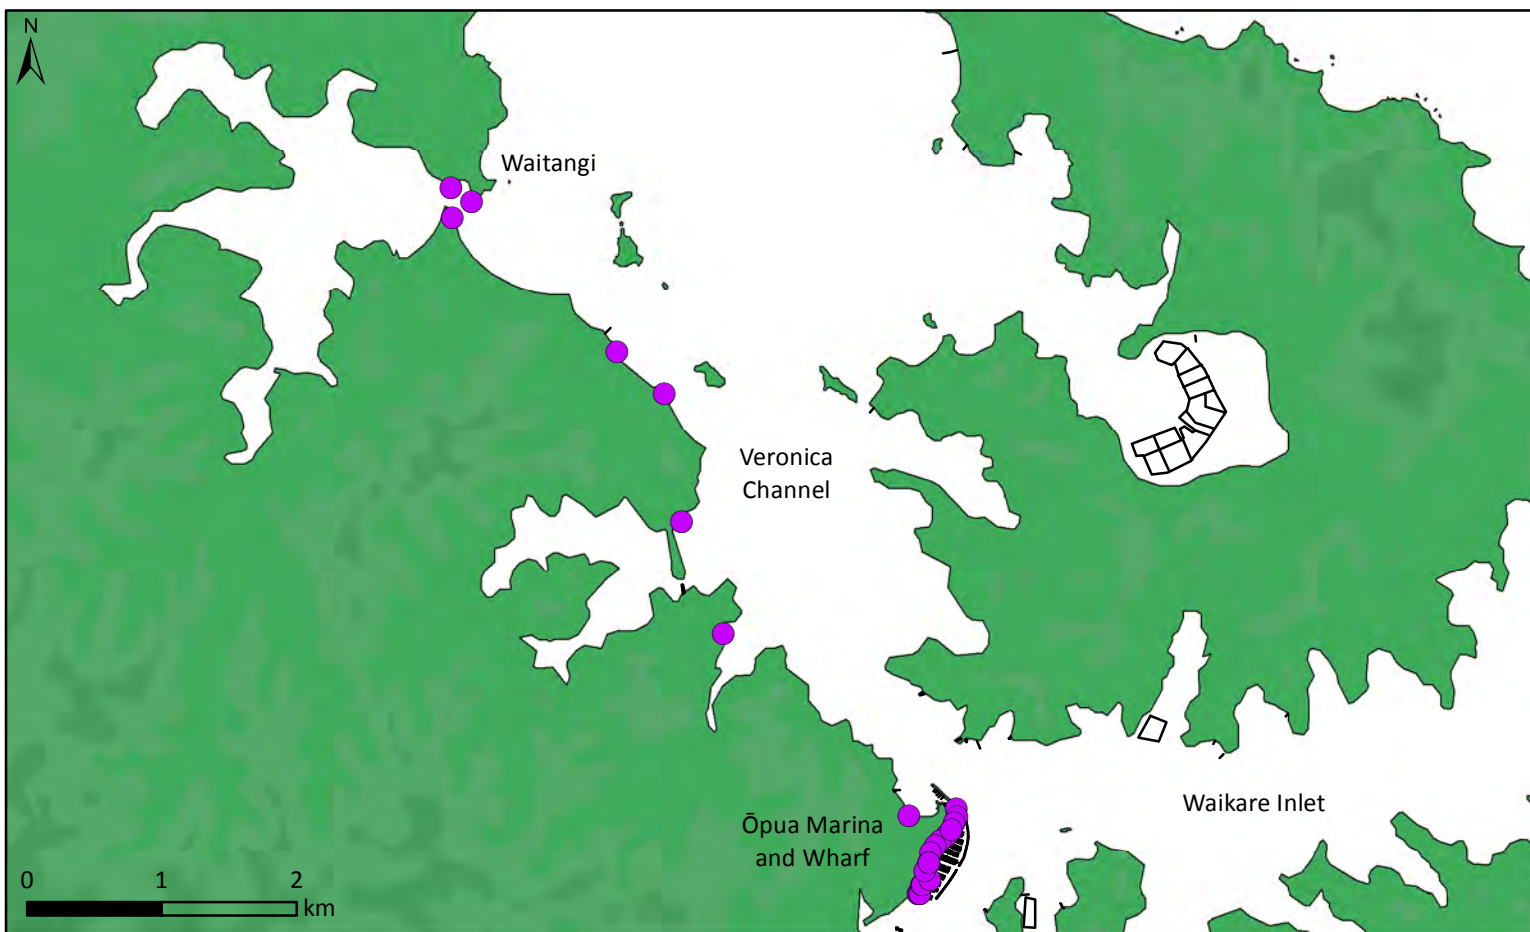 N
Waitangi
Veronica
Channel
Waikare Inlet
Ōpua Marina
and Wharf
0 1 2
km